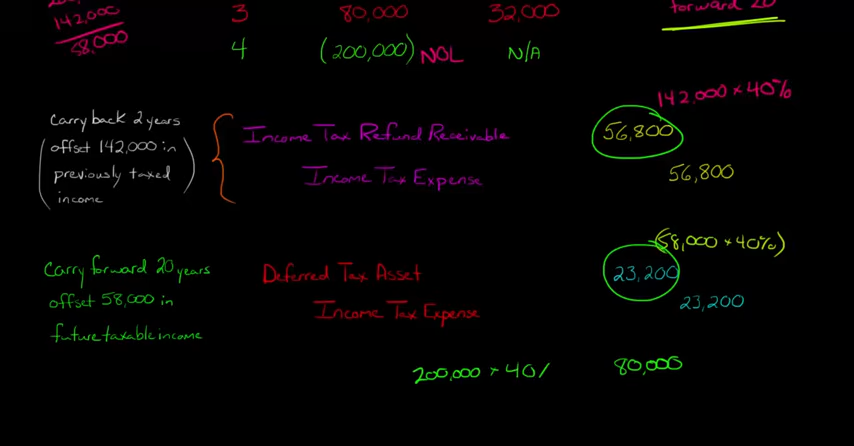 142,000
58,000
3 80,000 32,000
forward 20
4 (200,000) NOL N/A
142,000 × 40%
Carry back 2 years
offset 142,000 in
previously taxed
income
Income Tax Refund Receivable 56,800
Income Tax Expense 56,800
(58,000 × 40%)
Carry forward 20 years
offset 58,000 in
future taxable income
Deferred Tax Asset 23,200
Income Tax Expense 23,200
200,000 × 40% 80,000